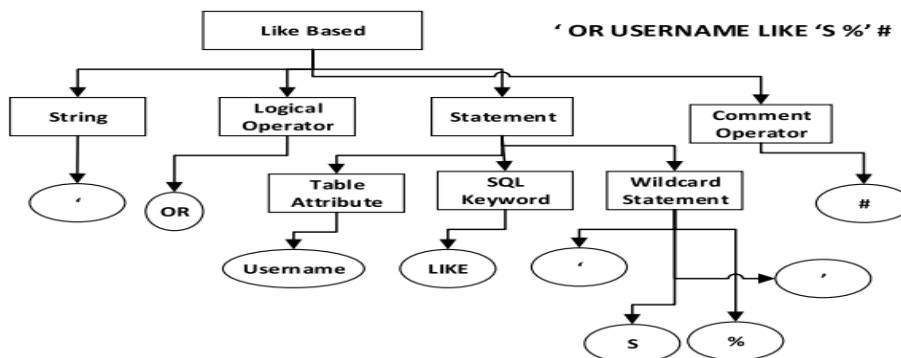 Like Based
‘ OR USERNAME LIKE ‘S %’ #
String
Logical
Operator
Statement
Comment
Operator
‘
OR
Table
Attribute
SQL
Keyword
Wildcard
Statement
#
Username
LIKE
‘
’
S
%